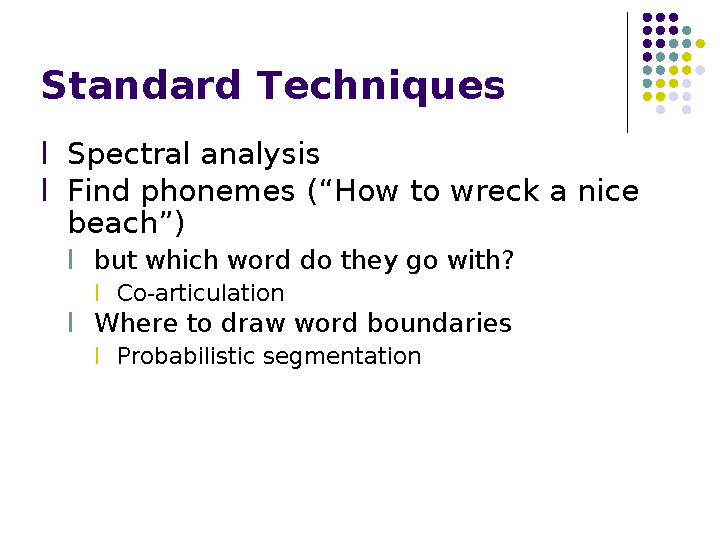 Standard Techniques
l Spectral analysis
l Find phonemes (“How to wreck a nice
beach”)
l but which word do they go with?
l Co-articulation
l Where to draw word boundaries
l Probabilistic segmentation